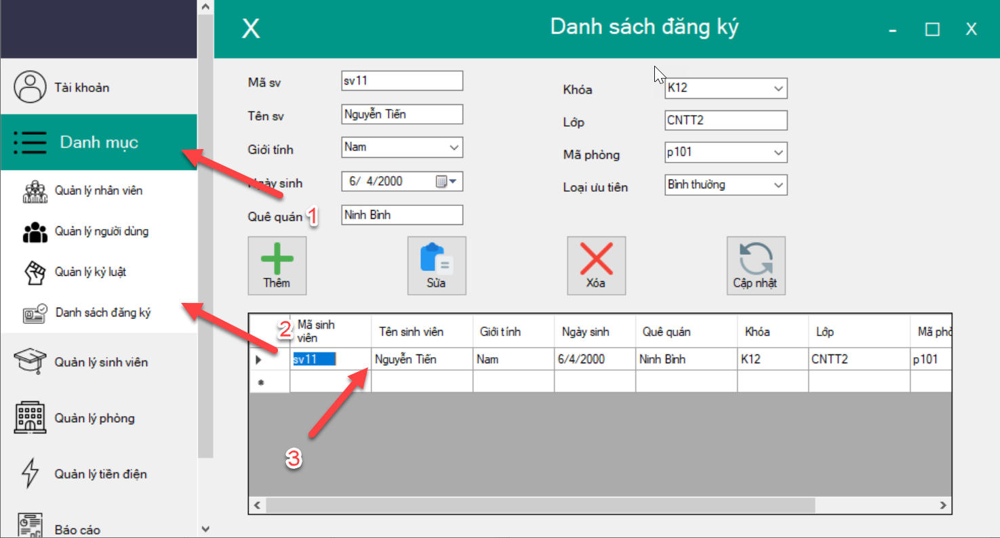 X
Danh sách đăng ký
- □ X
Tài khoản
Danh mục
Quản lý nhân viên
Quản lý người dùng
Quản lý kỷ luật
Danh sách đăng ký
Quản lý sinh viên
Quản lý phòng
Quản lý tiền điện
Báo cáo
Mã sv
sv11
Tên sv
Nguyễn Tiến
Giới tính
Nam
Ngày sinh
6/ 4/2000
Quê quán
Ninh Bình
1
Khóa
K12
Lớp
CNTT2
Mã phòng
p101
Loại ưu tiên
Bình thường
Thêm
Sửa
Xóa
Cập nhật
2
Mã sinh
viên
Tên sinh viên
Giới tính
Ngày sinh
Quê quán
Khóa
Lớp
Mã phò
sv11
Nguyễn Tiến
Nam
6/4/2000
Ninh Bình
K12
CNTT2
p101
3